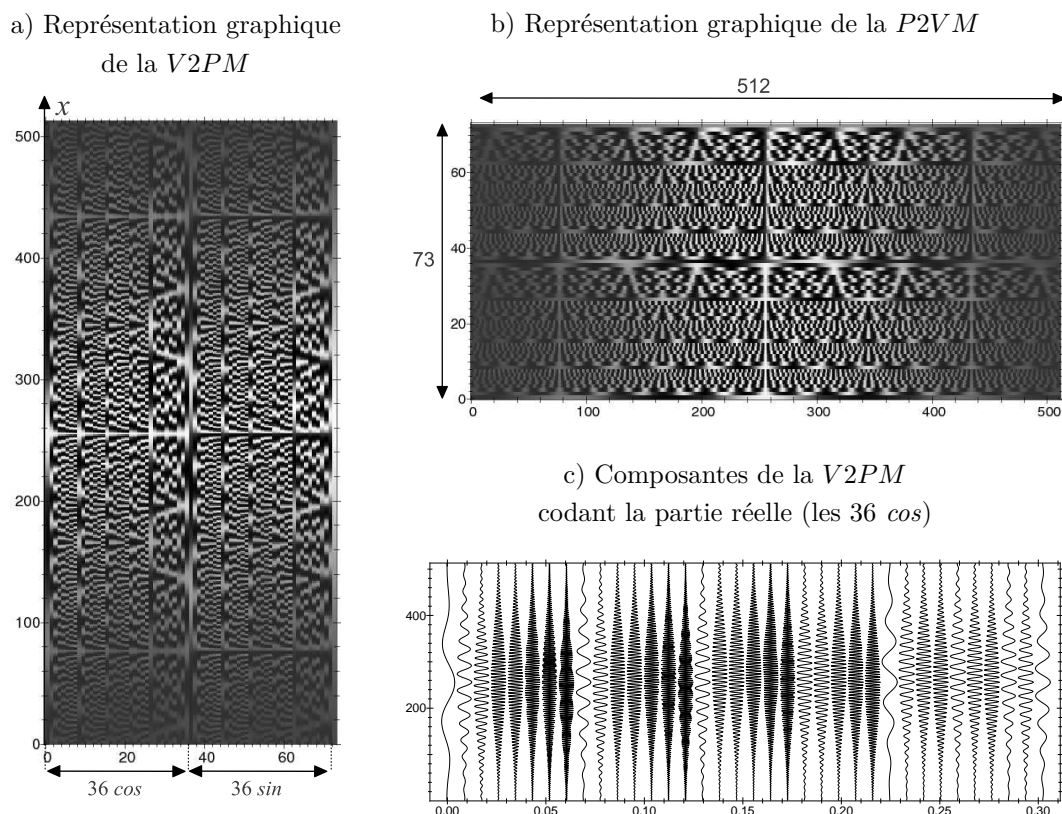 a) Représentation graphique
de la V2PM
x
500
400
300
200
100
0
0 20 40 60
36 cos 36 sin
b) Représentation graphique de la P2VM
512
73
60
40
20
0
0 100 200 300 400 500
c) Composantes de la V2PM
codant la partie réelle (les 36 cos)
400
200
0.00 0.05 0.10 0.15 0.20 0.25 0.30